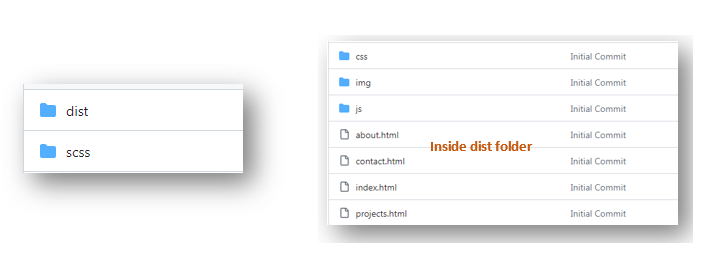 dist
scss
css Initial Commit
img Initial Commit
js Initial Commit
about.html Initial Commit
Inside dist folder
contact.html Initial Commit
index.html Initial Commit
projects.html Initial Commit